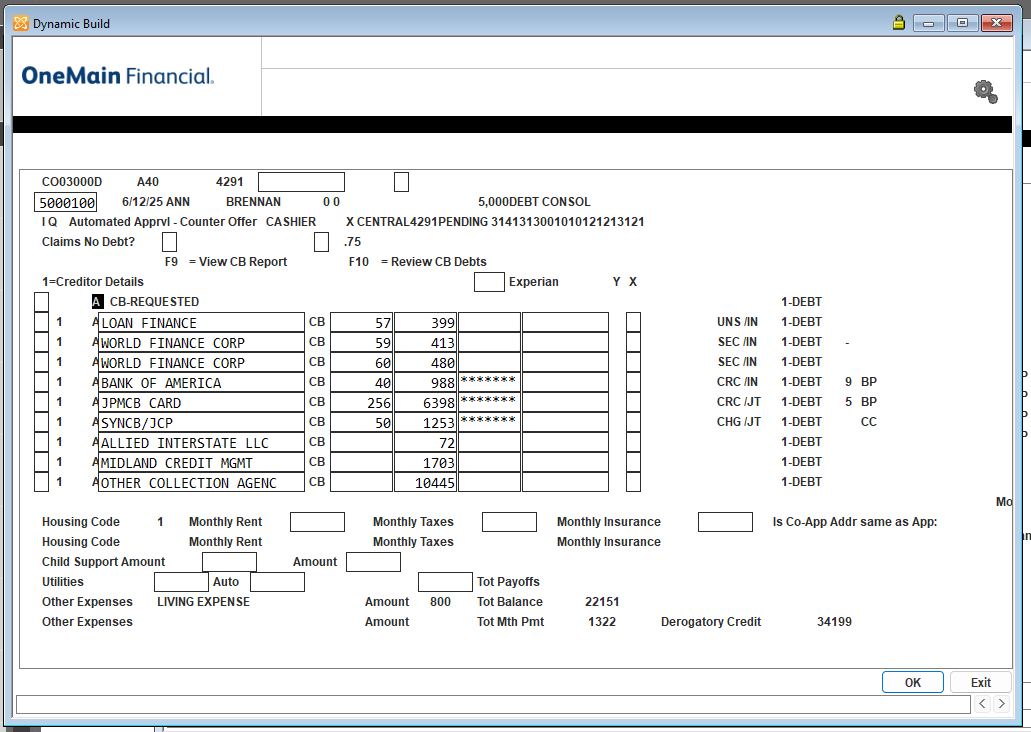 Dynamic Build
OneMain Financial.
CO03000D A40 4291
5000100 6/12/25 ANN BRENNAN 0 0 5,000DEBT CONSOL
I Q Automated Apprvl - Counter Offer CASHIER X CENTRAL4291PENDING 3141313001010121213121
Claims No Debt? .75
F9 = View CB Report F10 = Review CB Debts
1=Creditor Details Experian Y X
A CB-REQUESTED 1-DEBT
1 A LOAN FINANCE CB 57 399 UNS /IN 1-DEBT
1 A WORLD FINANCE CORP CB 59 413 SEC /IN 1-DEBT -
1 A WORLD FINANCE CORP CB 60 480 SEC /IN 1-DEBT
1 A BANK OF AMERICA CB 40 988 ******* CRC /IN 1-DEBT 9 BP
1 A JPMCB CARD CB 256 6398 ******* CRC /JT 1-DEBT 5 BP
1 A SYNCB/JCP CB 50 1253 ******* CHG /JT 1-DEBT CC
1 A ALLIED INTERSTATE LLC CB 72 1-DEBT
1 A MIDLAND CREDIT MGMT CB 1703 1-DEBT
1 A OTHER COLLECTION AGENC CB 10445 1-DEBT
Mo
Housing Code 1 Monthly Rent Monthly Taxes Monthly Insurance Is Co-App Addr same as App:
Housing Code Monthly Rent Monthly Taxes Monthly Insurance
Child Support Amount Amount
Utilities Auto Tot Payoffs
Other Expenses LIVING EXPENSE Amount 800 Tot Balance 22151
Other Expenses Amount Tot Mth Pmt 1322 Derogatory Credit 34199
OK Exit